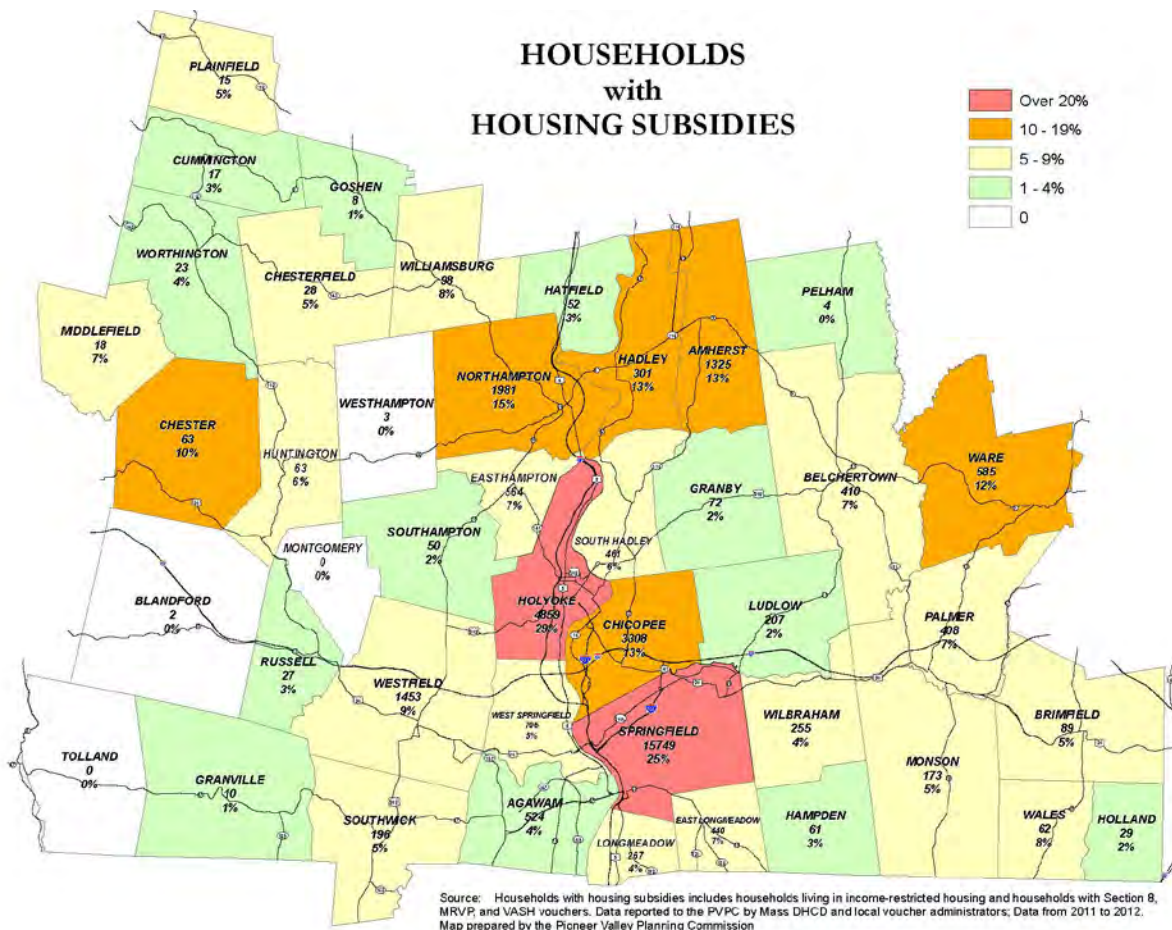 HOUSEHOLDS
with
HOUSING SUBSIDIES
Over 20%
10 - 19%
5 - 9%
1 - 4%
0
PLAINFIELD
15
5%
CUMMINGTON
17
3%
GOSHEN
8
1%
WORTHINGTON
23
4%
CHESTERFIELD
28
5%
WILLIAMSBURG
98
8%
HATFIELD
52
3%
PELHAM
4
0%
MIDDLEFIELD
18
7%
HADLEY
301
13%
AMHERST
1325
13%
NORTHAMPTON
1981
15%
WESTHAMPTON
3
0%
CHESTER
63
10%
HUNTINGTON
63
6%
WARE
585
12%
EASTHAMPTON
564
7%
GRANBY
72
2%
BELCHERTOWN
410
7%
SOUTHAMPTON
50
2%
SOUTH HADLEY
461
6%
MONTGOMERY
0
0%
BLANDFORD
2
0%
HOLYOKE
4859
29%
CHICOPEE
3308
13%
LUDLOW
207
2%
PALMER
408
7%
RUSSELL
27
3%
WESTFIELD
1453
9%
WEST SPRINGFIELD
3%
SPRINGFIELD
15749
25%
WILBRAHAM
255
4%
BRIMFIELD
89
5%
TOLLAND
0
0%
GRANVILLE
10
1%
MONSON
173
5%
SOUTHWICK
196
5%
AGAWAM
524
4%
LONGMEADOW
267
4%
EAST LONGMEADOW
440
7%
HAMPDEN
61
3%
WALES
62
8%
HOLLAND
29
2%
Source: Households with housing subsidies includes households living in income-restricted housing and households with Section 8,
MRVP, and VASH vouchers. Data reported to the PVPC by Mass DHCD and local voucher administrators; Data from 2011 to 2012.
Map prepared by the Pioneer Valley Planning Commission